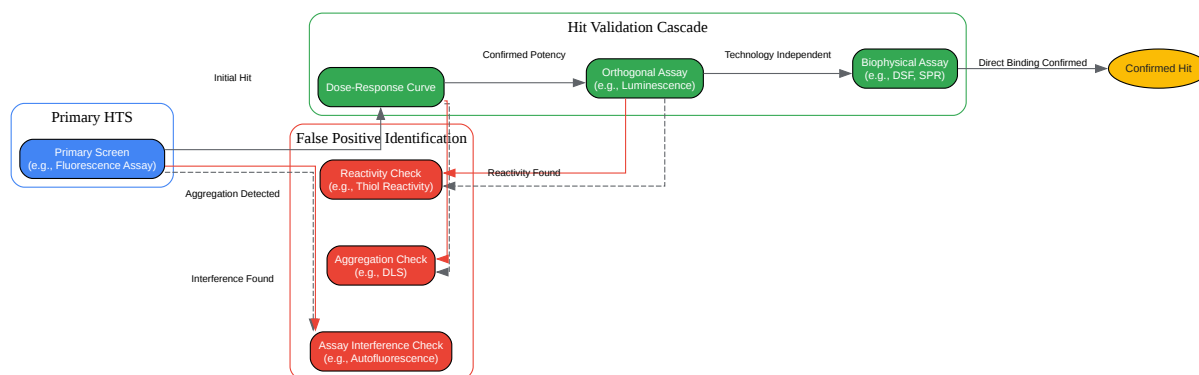 Hit Validation Cascade
Confirmed Potency
Technology Independent
Initial Hit
Dose-Response Curve
Orthogonal Assay
(e.g., Luminescence)
Biophysical Assay
(e.g., DSF, SPR)
Direct Binding Confirmed
Confirmed Hit
Primary HTS
Primary Screen
(e.g., Fluorescence Assay)
False Positive Identification
Reactivity Check
(e.g., Thiol Reactivity)
Reactivity Found
Aggregation Detected
Aggregation Check
(e.g., DLS)
Interference Found
Assay Interference Check
(e.g., Autofluorescence)